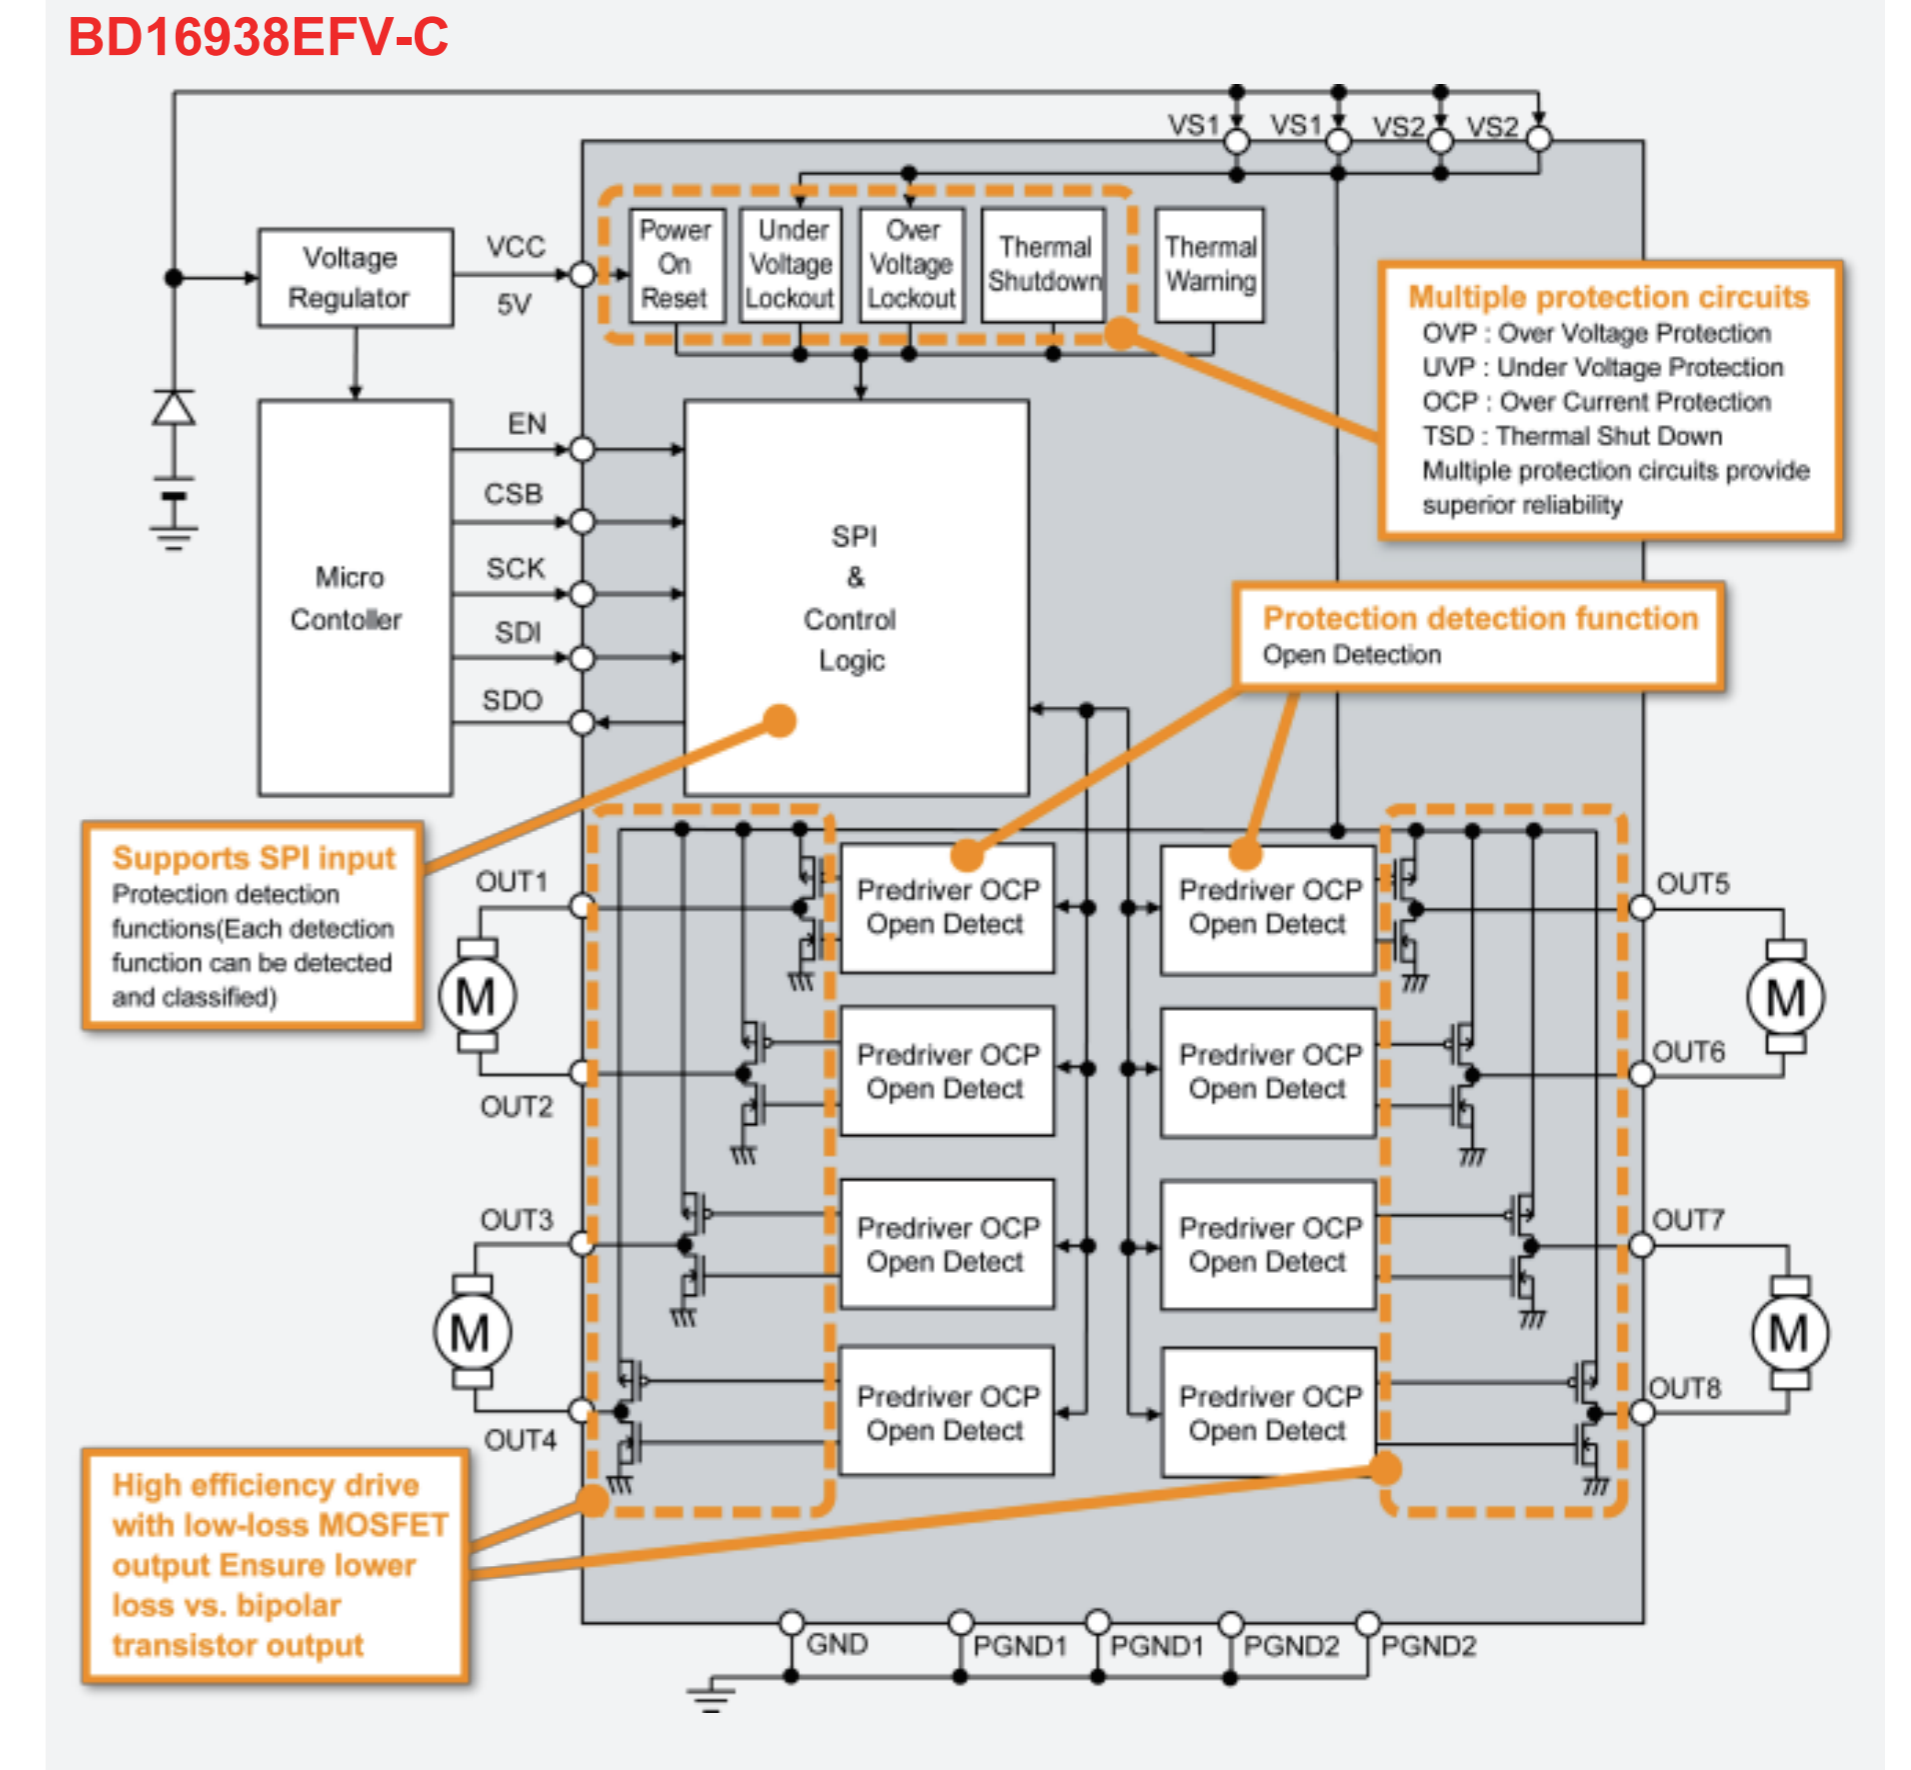 BD16938EFV-C
VS1
VS1
VS2
VS2
Voltage
Regulator
VCC
5V
Power
On
Reset
Under
Voltage
Lockout
Over
Voltage
Lockout
Thermal
Shutdown
Thermal
Warning
Multiple protection circuits
OVP : Over Voltage Protection
UVP : Under Voltage Protection
OCP : Over Current Protection
TSD : Thermal Shut Down
Multiple protection circuits provide
superior reliability
Micro
Contoller
EN
CSB
SCK
SDI
SDO
SPI
&
Control
Logic
Protection detection function
Open Detection
Supports SPI input
Protection detection
functions(Each detection
function can be detected
and classified)
OUT1
M
OUT2
OUT3
M
OUT4
Predriver OCP
Open Detect
Predriver OCP
Open Detect
Predriver OCP
Open Detect
Predriver OCP
Open Detect
Predriver OCP
Open Detect
Predriver OCP
Open Detect
Predriver OCP
Open Detect
Predriver OCP
Open Detect
OUT5
M
OUT6
OUT7
M
OUT8
High efficiency drive
with low-loss MOSFET
output Ensure lower
loss vs. bipolar
transistor output
GND
PGND1
PGND1
PGND2
PGND2